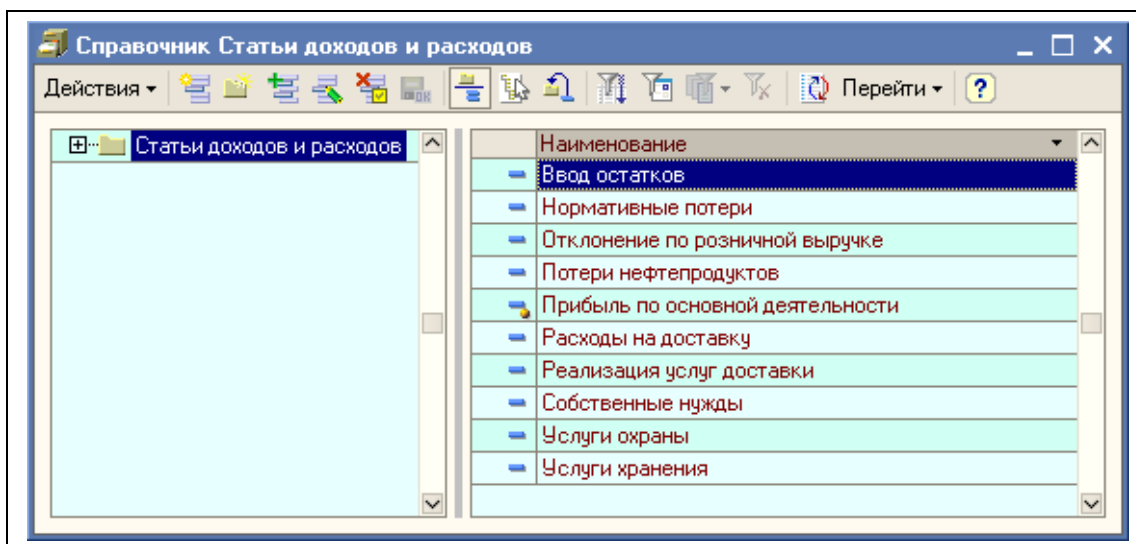 Справочник Статьи доходов и расходов
Действия Перейти ?
Статьи доходов и расходов
Наименование
Ввод остатков
Нормативные потери
Отклонение по розничной выручке
Потери нефтепродуктов
Прибыль по основной деятельности
Расходы на доставку
Реализация услуг доставки
Собственные нужды
Услуги охраны
Услуги хранения